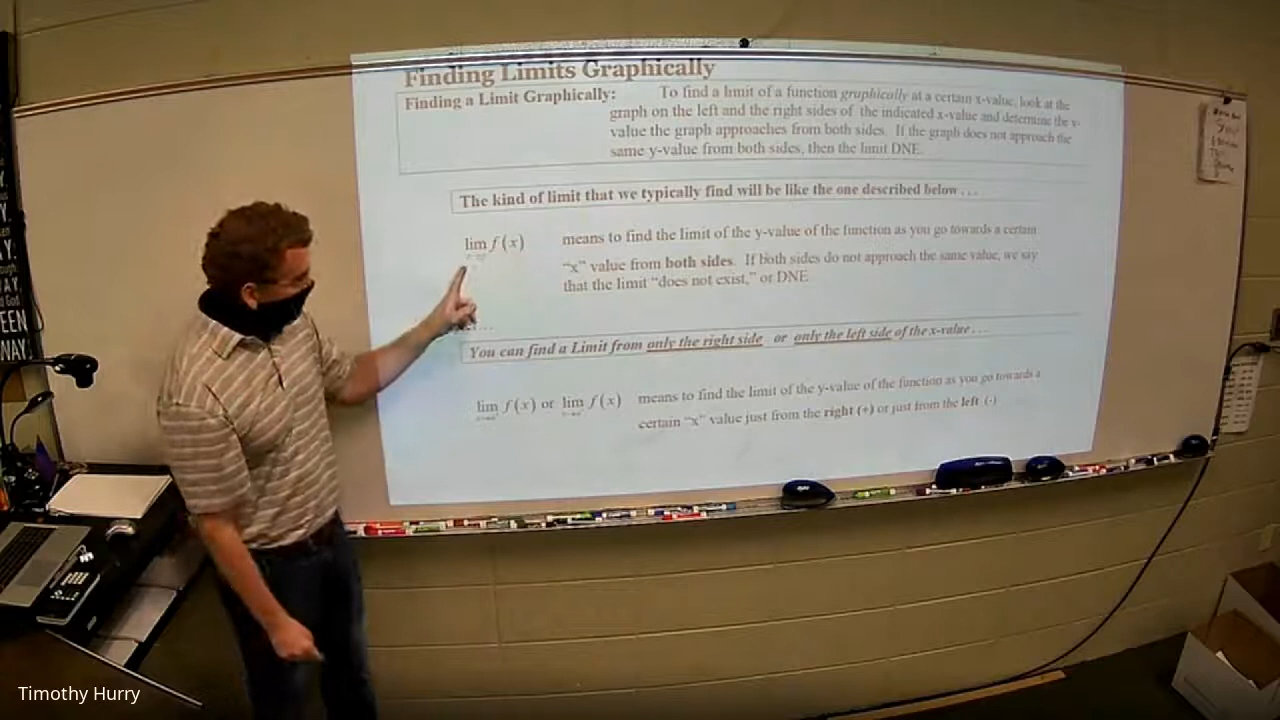 Finding Limits Graphically
Finding a Limit Graphically: To find a limit of a function graphically at a certain x-value, look at the
graph on the left and the right sides of the indicated x-value and determine the y-
value the graph approaches from both sides. If the graph does not approach the
same y-value from both sides, then the limit DNE.
The kind of limit that we typically find will be like the one described below . . .
lim f(x) means to find the limit of the y-value of the function as you go towards a certain
"x" value from both sides. If both sides do not approach the same value, we say
that the limit "does not exist," or DNE
You can find a Limit from only the right side or only the left side of the x-value . . .
lim f(x) or lim f(x) means to find the limit of the y-value of the function as you go towards a
certain "x" value just from the right (+) or just from the left (-)
EEN
WAY.
Timothy Hurry